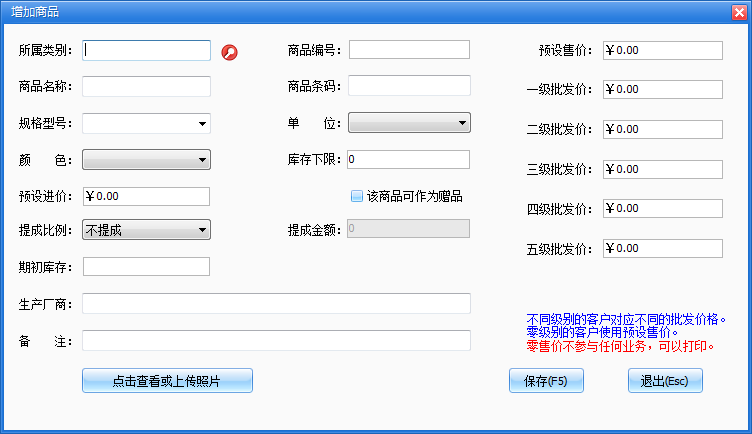 增加商品
所属类别： 商品编号： 预设售价： ￥0.00
商品名称： 商品条码： 一级批发价： ￥0.00
规格型号： 单 位： 二级批发价： ￥0.00
颜 色： 库存下限： 0 三级批发价： ￥0.00
预设进价： ￥0.00 该商品可作为赠品 四级批发价： ￥0.00
提成比例： 不提成 提成金额： 0 五级批发价： ￥0.00
期初库存：
生产厂商：
不同级别的客户对应不同的批发价格。
零级别的客户使用预设售价。
备 注： 零售价不参与任何业务，可以打印。
点击查看或上传照片 保存(F5) 退出(Esc)